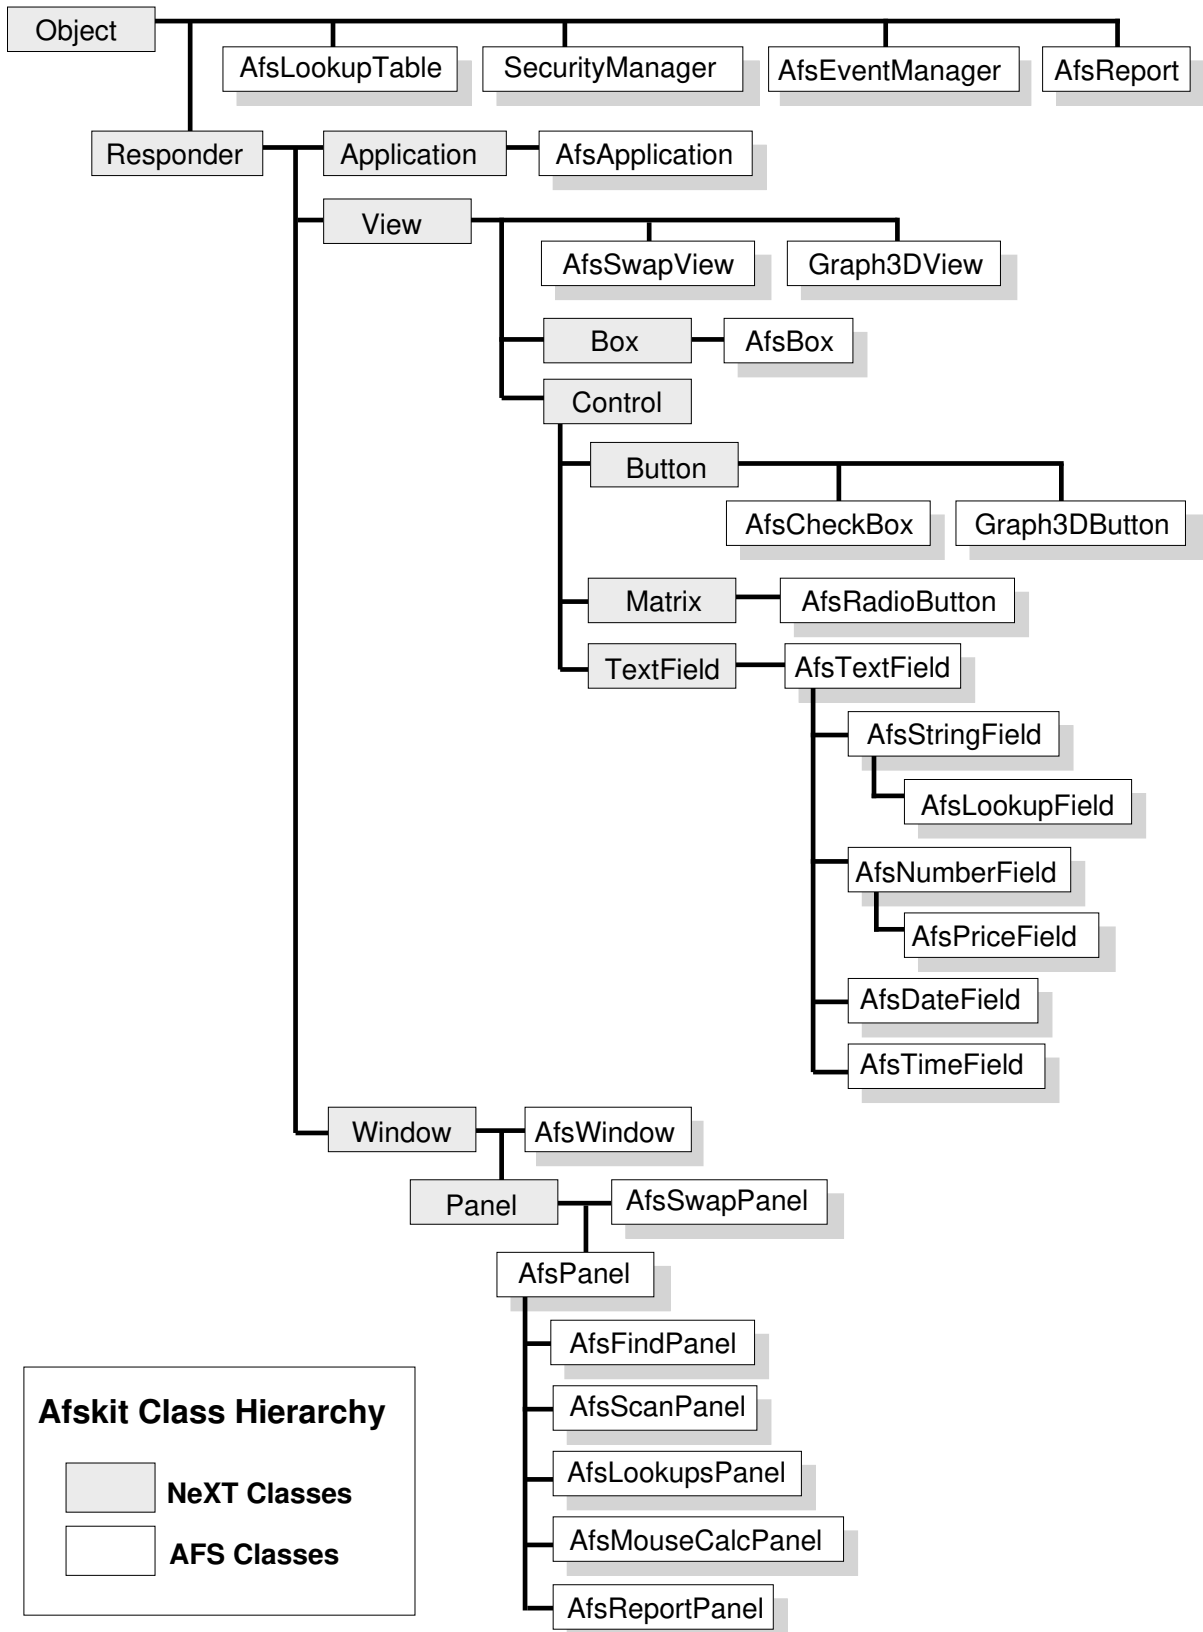 Object
AfsLookupTable
SecurityManager
AfsEventManager
AfsReport
Responder
Application
AfsApplication
View
AfsSwapView
Graph3DView
Box
AfsBox
Control
Button
AfsCheckBox
Graph3DButton
Matrix
AfsRadioButton
TextField
AfsTextField
AfsStringField
AfsLookupField
AfsNumberField
AfsPriceField
AfsDateField
AfsTimeField
Window
AfsWindow
Panel
AfsSwapPanel
AfsPanel
AfsFindPanel
AfsScanPanel
AfsLookupsPanel
AfsMouseCalcPanel
AfsReportPanel
Afskit Class Hierarchy
NeXT Classes
AFS Classes